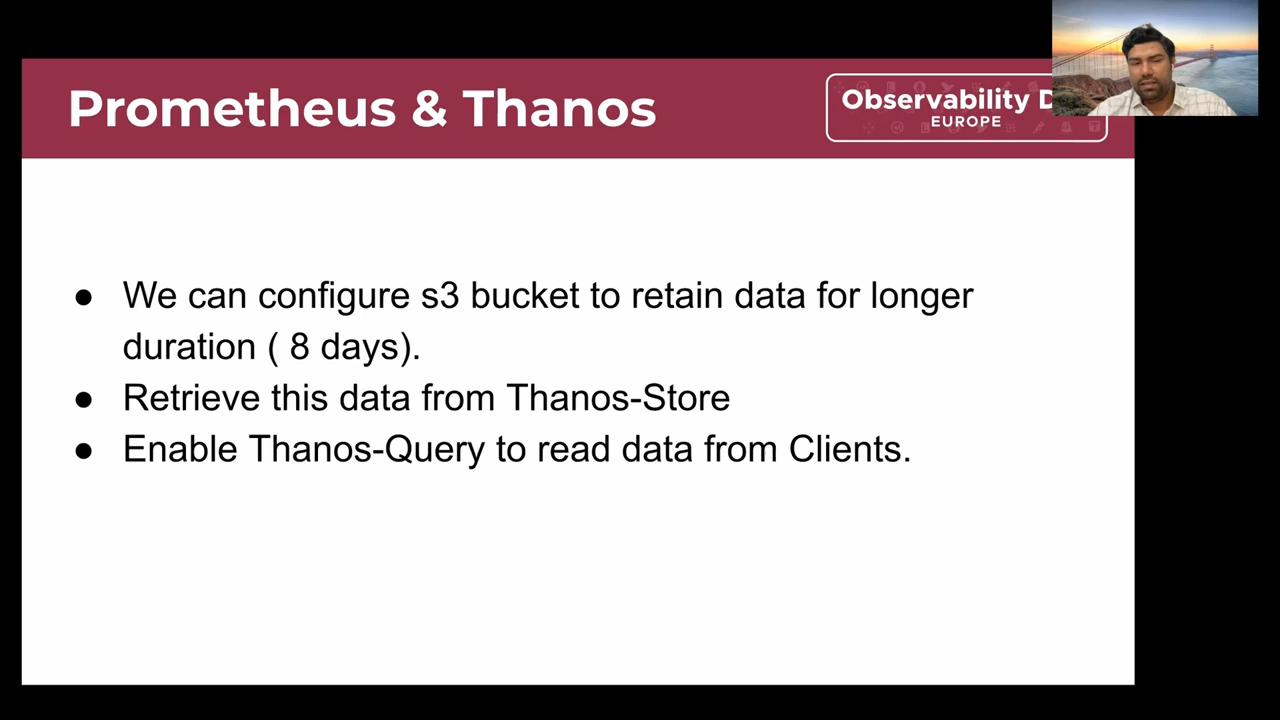 Prometheus & Thanos
Observability
EUROPE
● We can configure s3 bucket to retain data for longer
duration ( 8 days).
● Retrieve this data from Thanos-Store
● Enable Thanos-Query to read data from Clients.